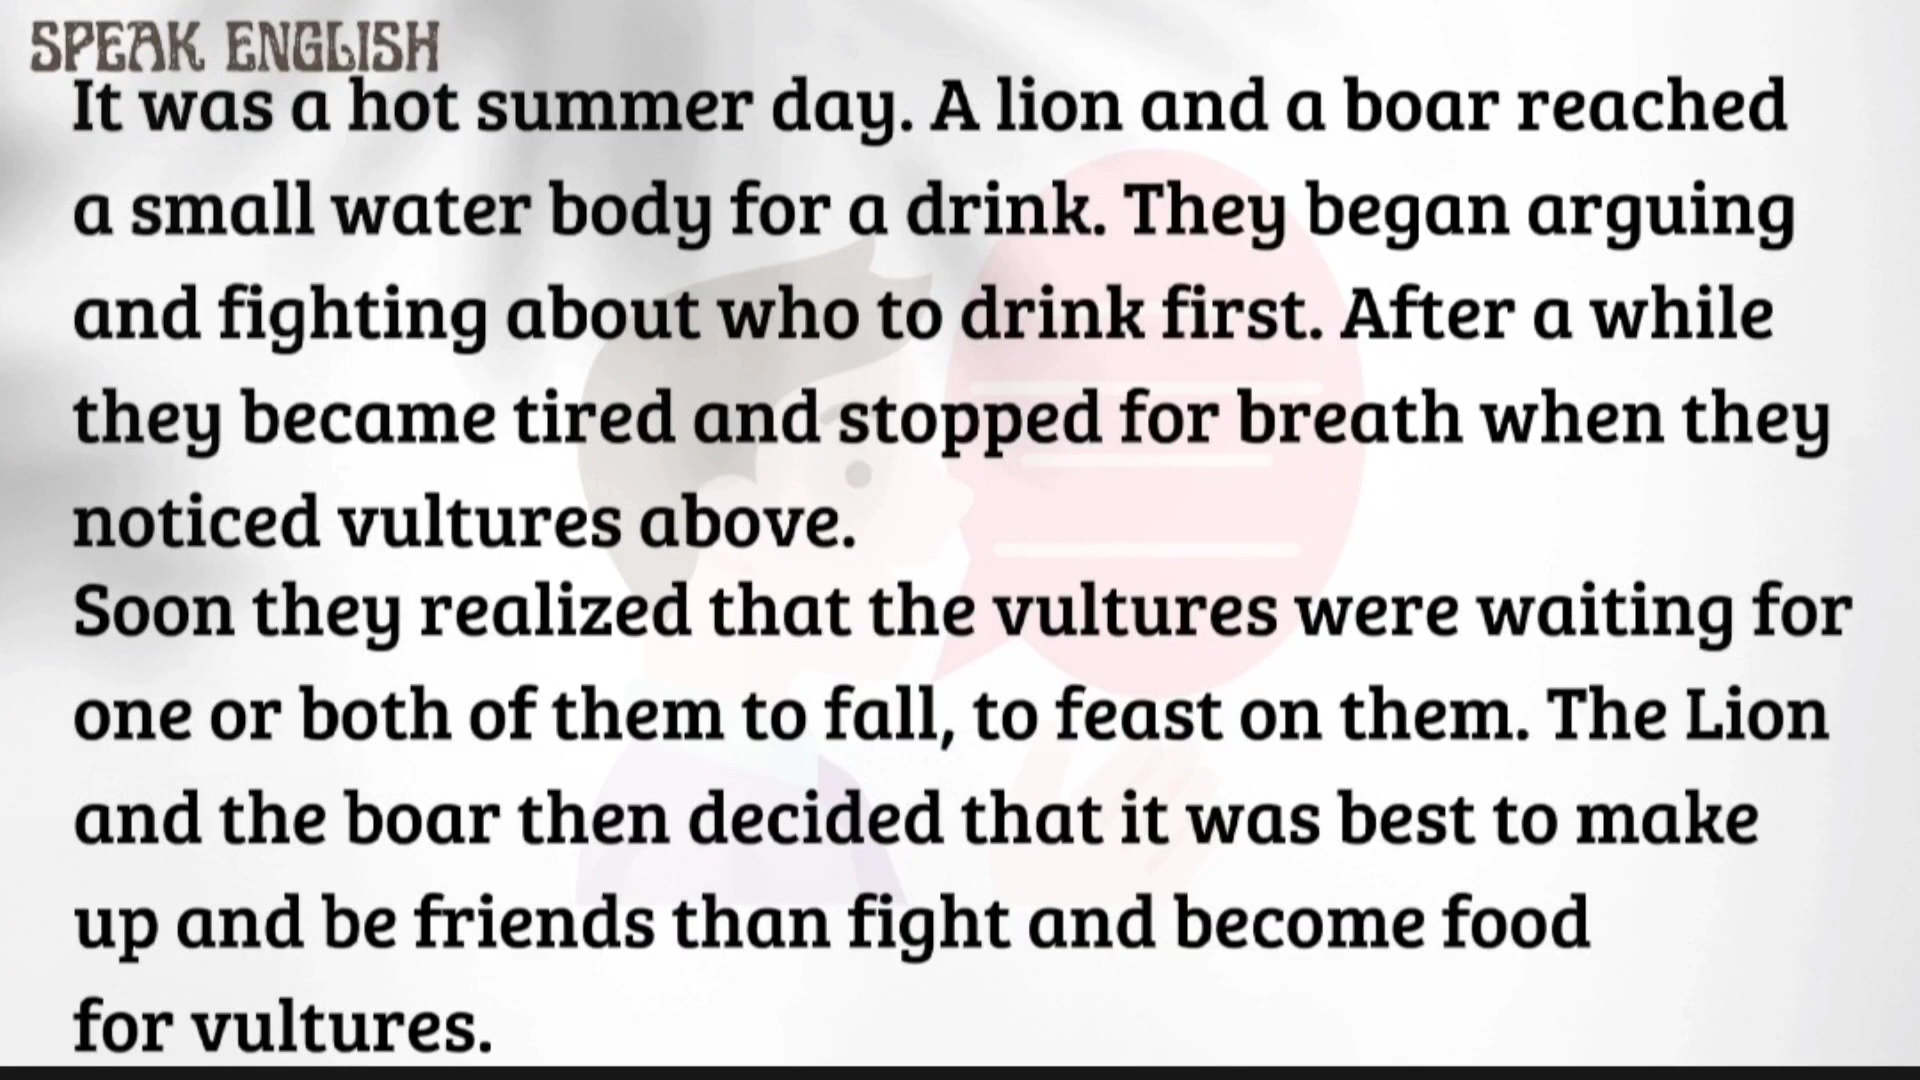 SPEAK ENGLISH
It was a hot summer day. A lion and a boar reached
a small water body for a drink. They began arguing
and fighting about who to drink first. After a while
they became tired and stopped for breath when they
noticed vultures above.
Soon they realized that the vultures were waiting for
one or both of them to fall, to feast on them. The Lion
and the boar then decided that it was best to make
up and be friends than fight and become food
for vultures.